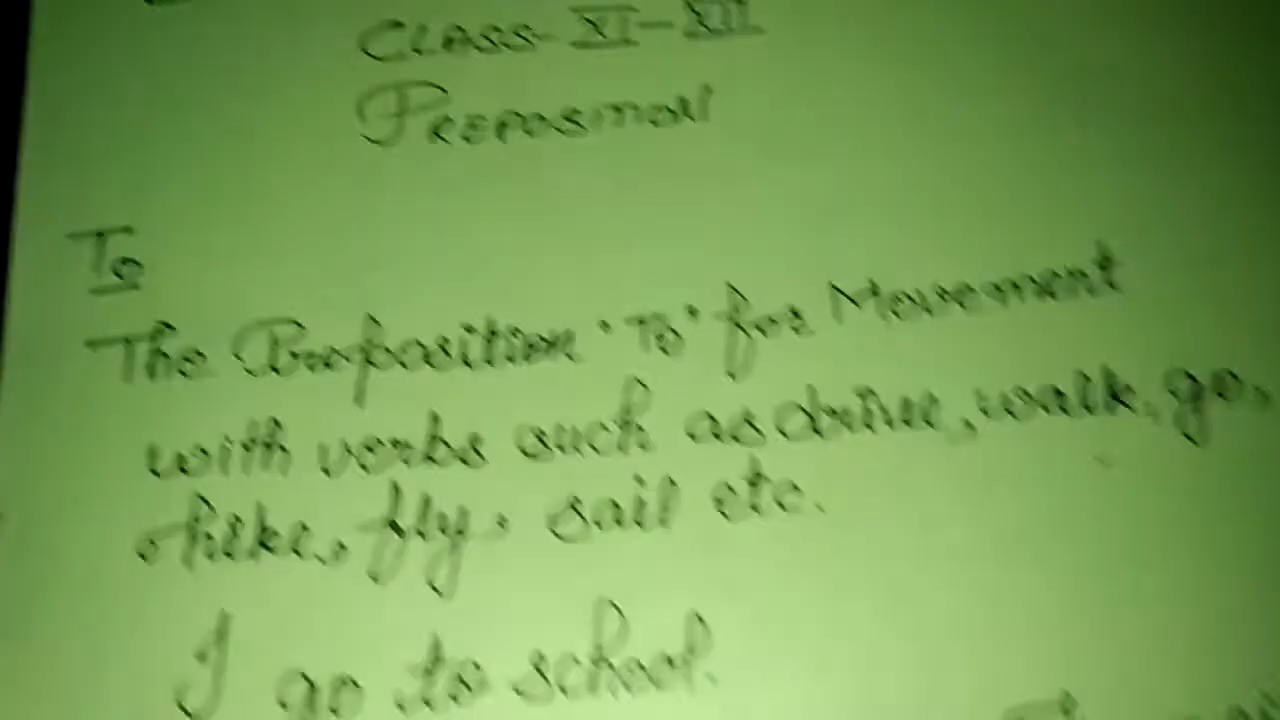 CLASS-XI-XII
PREPOSITION
To
The Preposition 'To' for Movement
with verbs such as drive, walk, go,
hike, fly, sail etc.
I go to school.